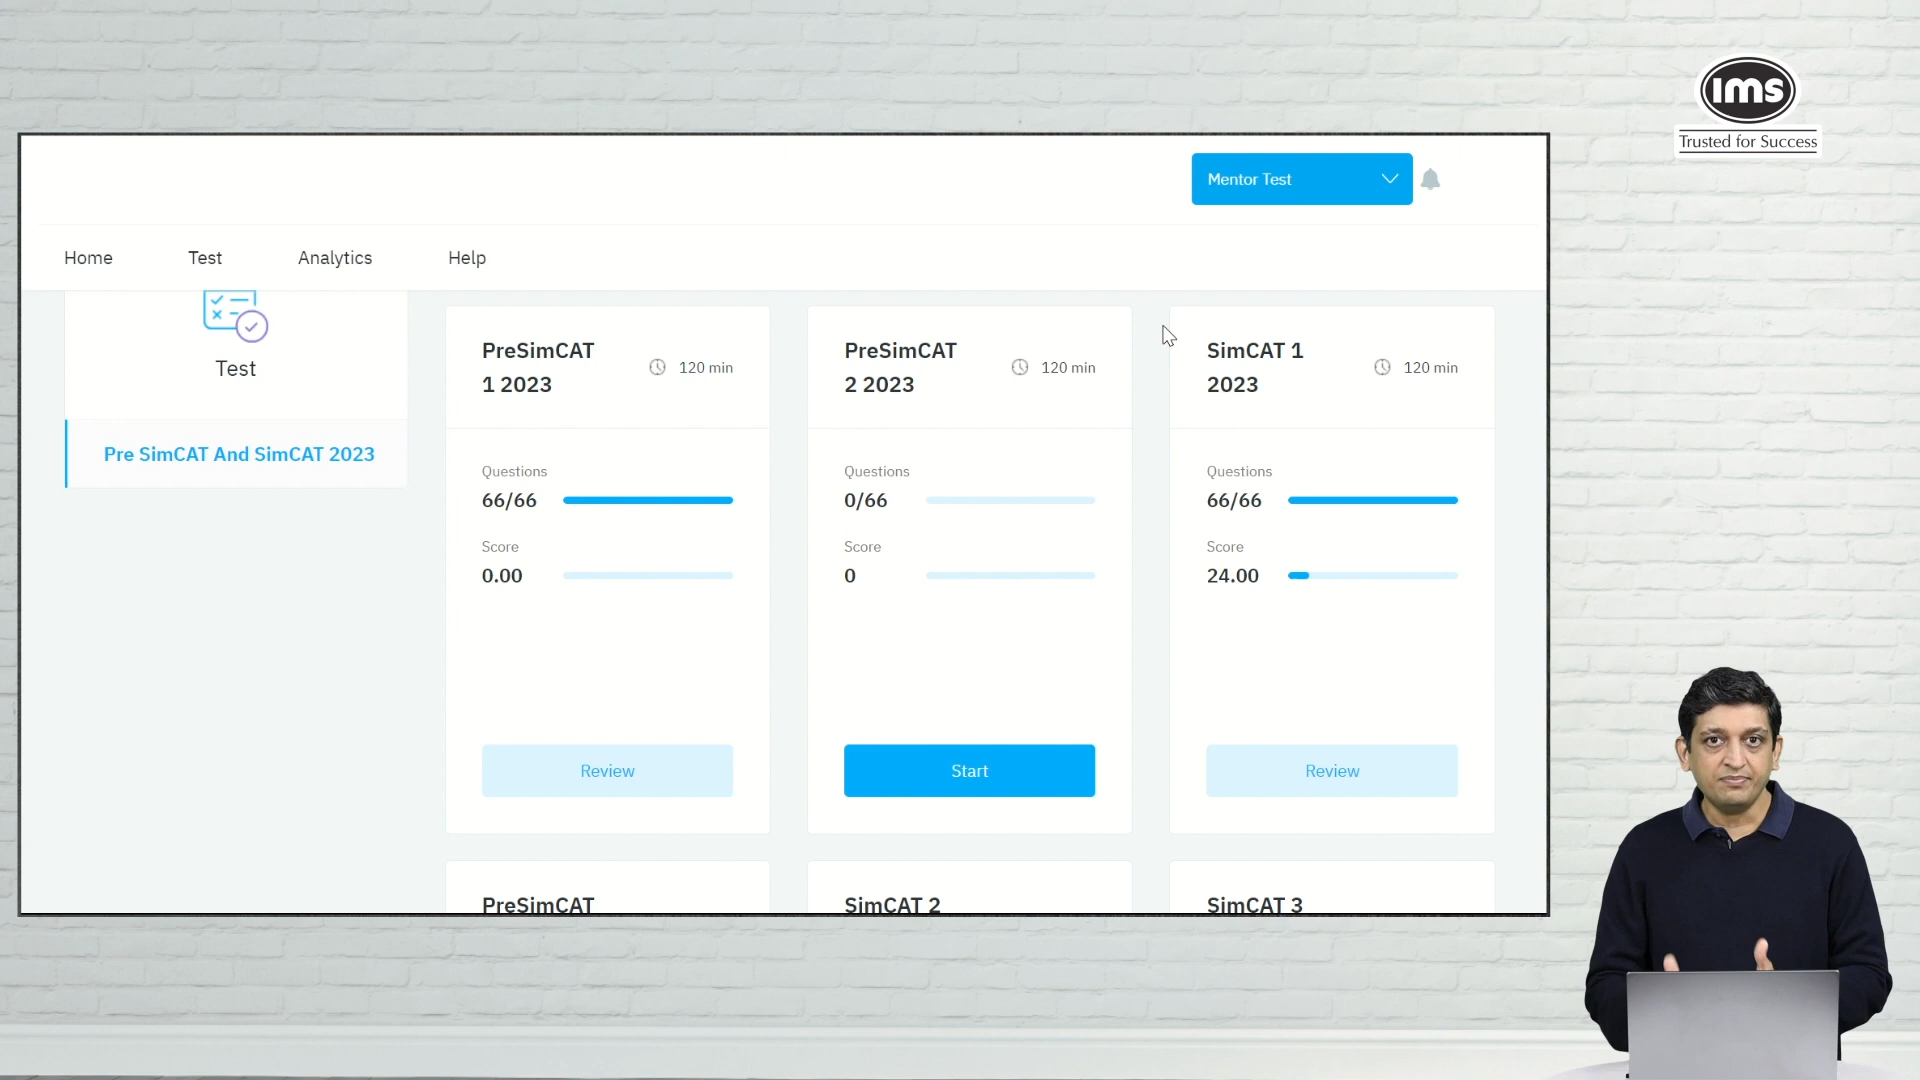 ıms
Trusted for Success
Mentor Test
Home
Test
Analytics
Help
Test
Pre SimCAT And SimCAT 2023
PreSimCAT
1 2023
120 min
Questions
66/66
Score
0.00
Review
PreSimCAT
2 2023
120 min
Questions
0/66
Score
0
Start
SimCAT 1
2023
120 min
Questions
66/66
Score
24.00
Review
PreSimCAT
SimCAT 2
SimCAT 3